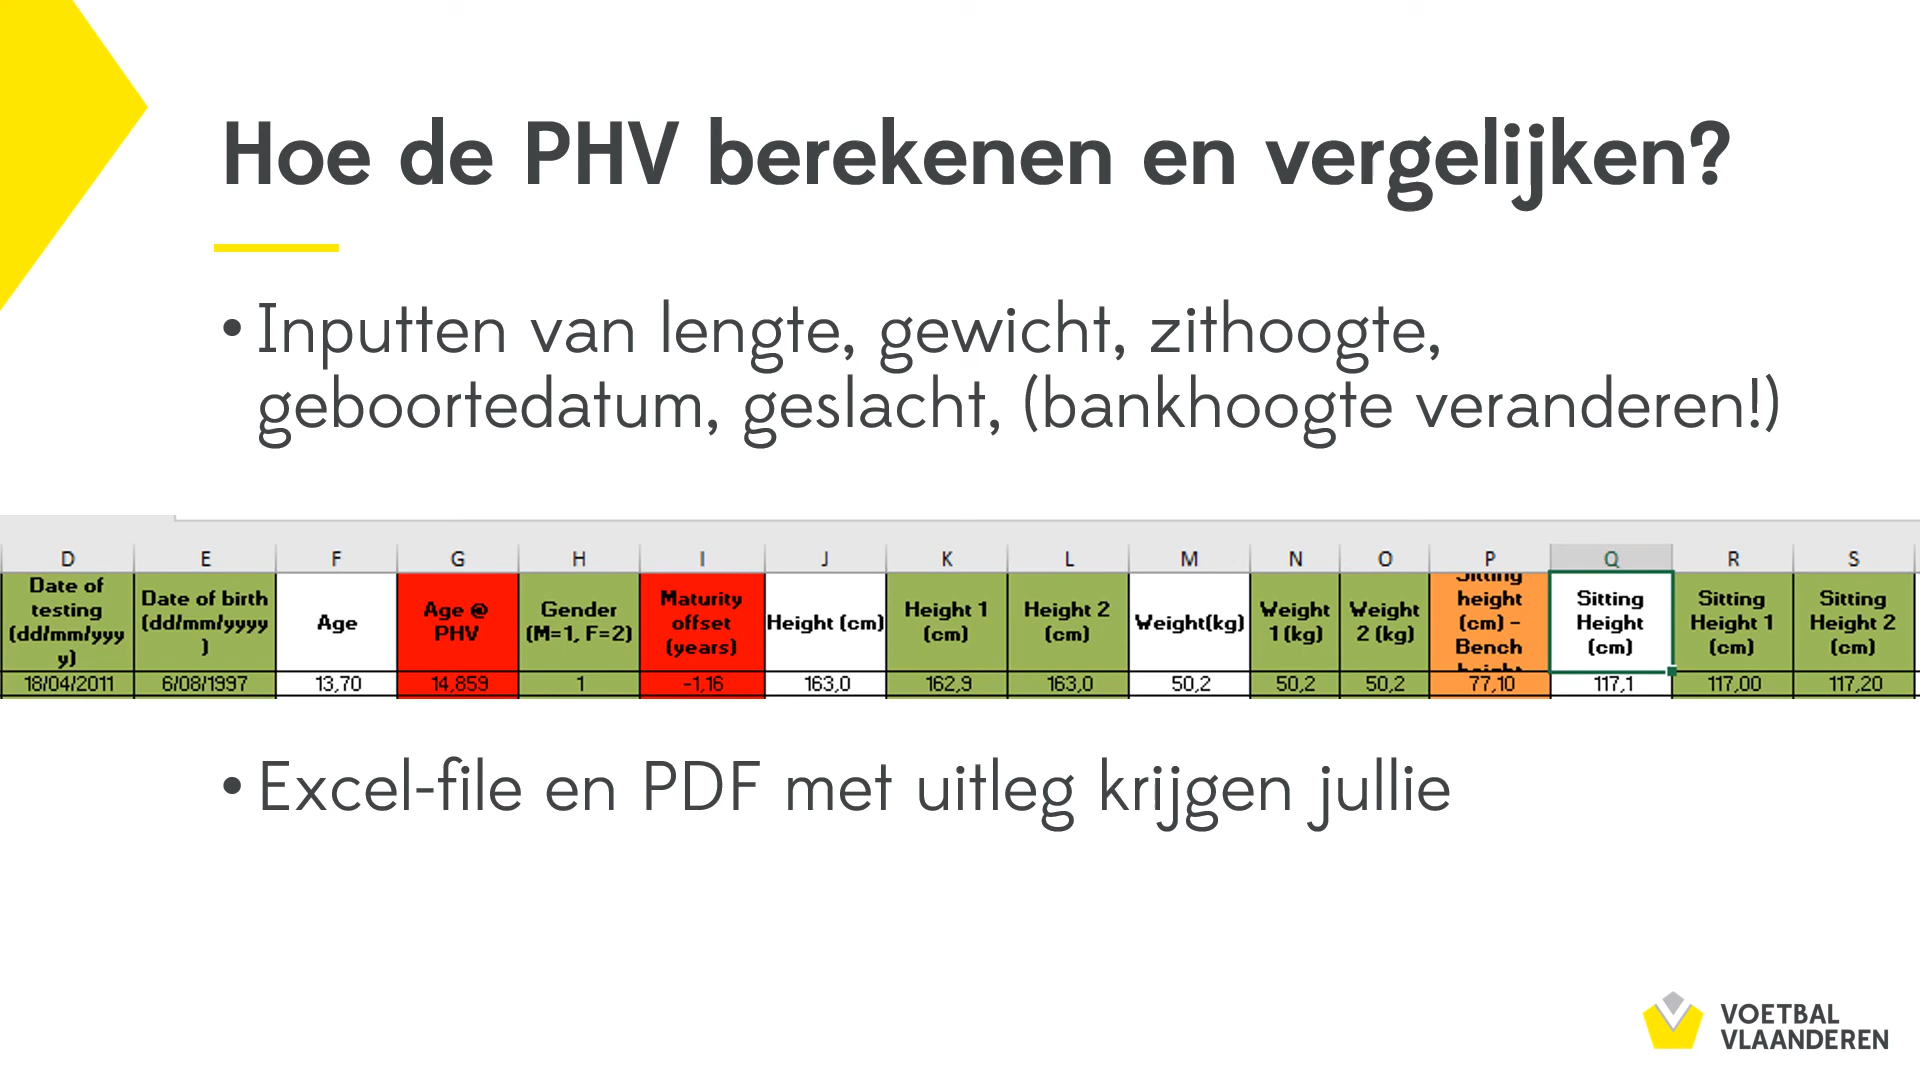 Hoe de PHV berekenen en vergelijken?
• Inputten van lengte, gewicht, zithoogte,
geboortedatum, geslacht, (bankhoogte veranderen!)
D E F G H I J K L M N O P Q R S
Date of testing (dd/mm/yyyy) Date of birth (dd/mm/yyyy) Age Age @ PHV Gender (M=1, F=2) Maturity offset (years) Height (cm) Height 1 (cm) Height 2 (cm) Weight(kg) Weight 1 (kg) Weight 2 (kg) Sitting height (cm) - Bench height Sitting Height (cm) Sitting Height 1 (cm) Sitting Height 2 (cm)
18/04/2011 6/08/1997 13,70 14,859 1 -1,16 163,0 162,9 163,0 50,2 50,2 50,2 77,10 117,1 117,00 117,20
• Excel-file en PDF met uitleg krijgen jullie
VOETBAL
VLAANDEREN